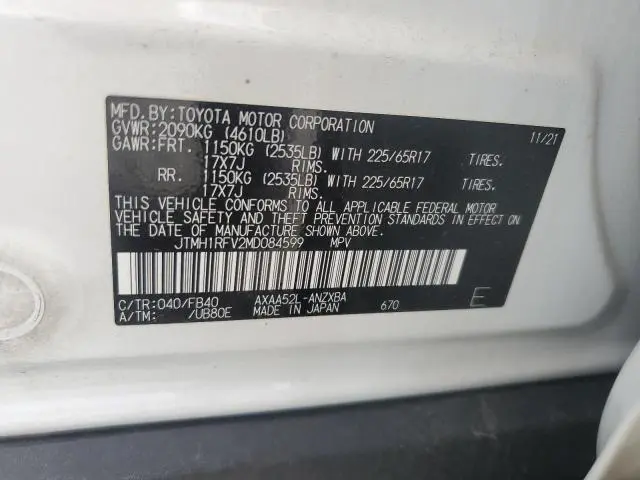 MFD. BY: TOYOTA MOTOR CORPORATION 11/21
GVWR: 2090KG (4610LB)
GAWR: FRT. 1150KG (2535LB) WITH 225/65R17 TIRES.
17X7J RIMS.
RR. 1150KG (2535LB) WITH 225/65R17 TIRES.
17X7J RIMS.
THIS VEHICLE CONFORMS TO ALL APPLICABLE FEDERAL MOTOR
VEHICLE SAFETY AND THEFT PREVENTION STANDARDS IN EFFECT ON
THE DATE OF MANUFACTURE SHOWN ABOVE.
JTMH1RFV2MD084599 MPV
C/TR: 040/FB40 AXAA52L-ANZXBA 670 E
A/TM: /UB80E MADE IN JAPAN